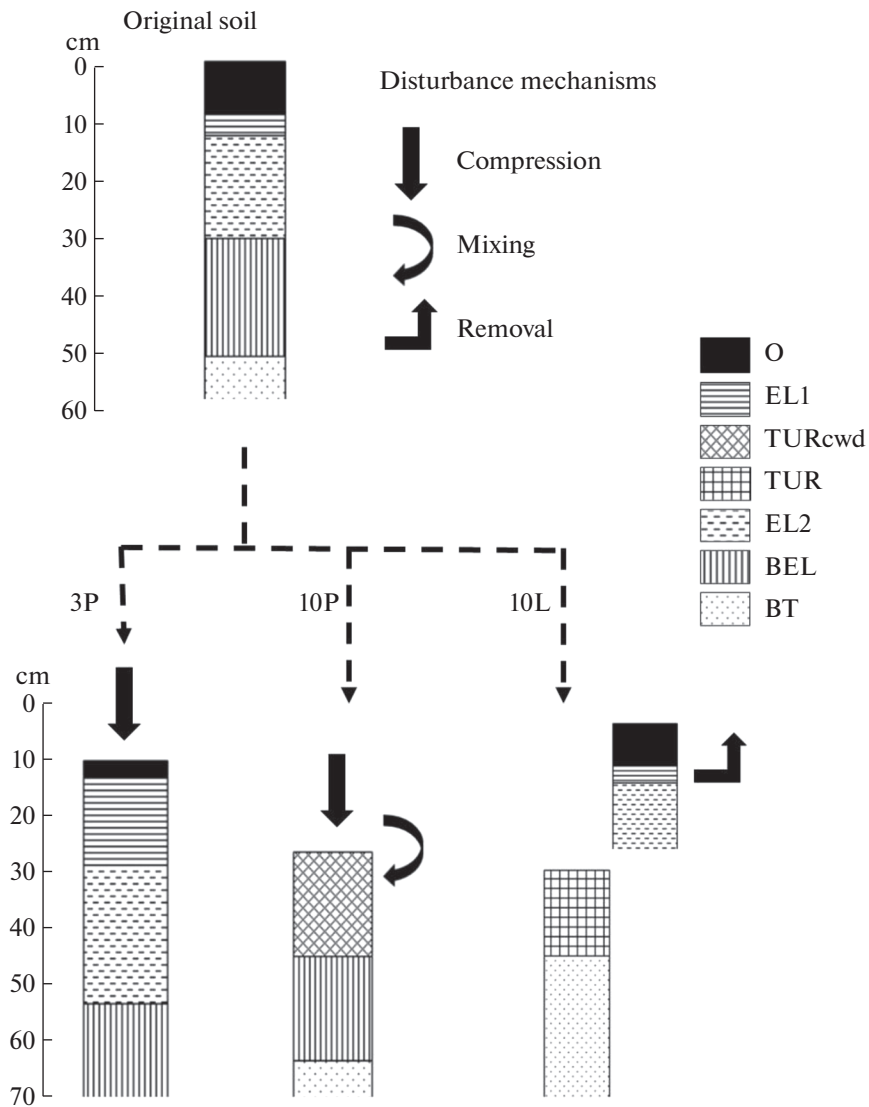 Original soil
cm
0
10
20
30
40
50
60
Disturbance mechanisms
Compression
Mixing
Removal
O
EL1
TURcwd
TUR
EL2
BEL
BT
3P
10P
10L
cm
0
10
20
30
40
50
60
70